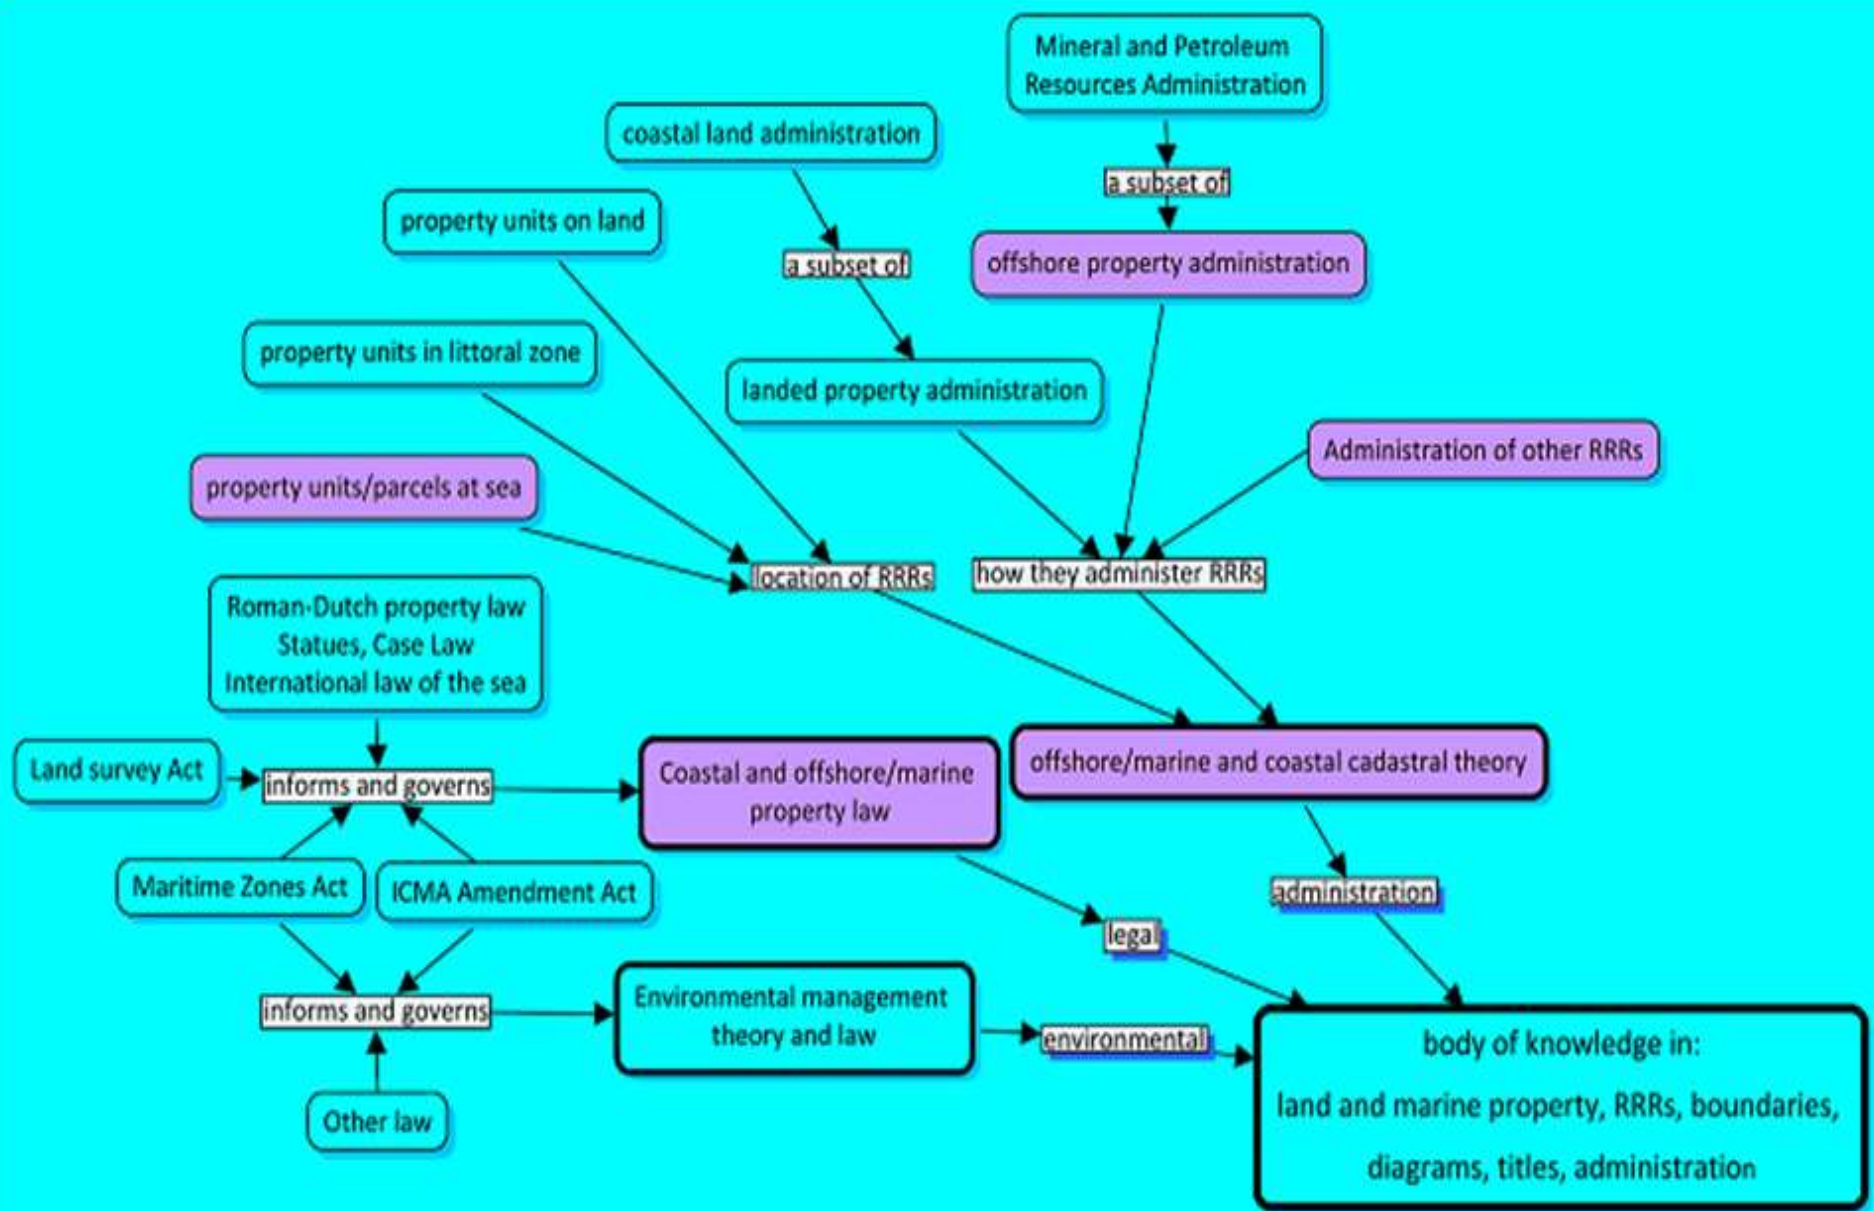 Mineral and Petroleum
Resources Administration
coastal land administration
a subset of
property units on land
a subset of
offshore property administration
property units in littoral zone
landed property administration
Administration of other RRRs
property units/parcels at sea
location of RRRs
how they administer RRRs
Roman-Dutch property law
Statues, Case Law
International law of the sea
Land survey Act
informs and governs
Coastal and offshore/marine
property law
offshore/marine and coastal cadastral theory
Maritime Zones Act
ICMA Amendment Act
administration
legal
informs and governs
Environmental management
theory and law
environmental
body of knowledge in:
land and marine property, RRRs, boundaries,
diagrams, titles, administration
Other law